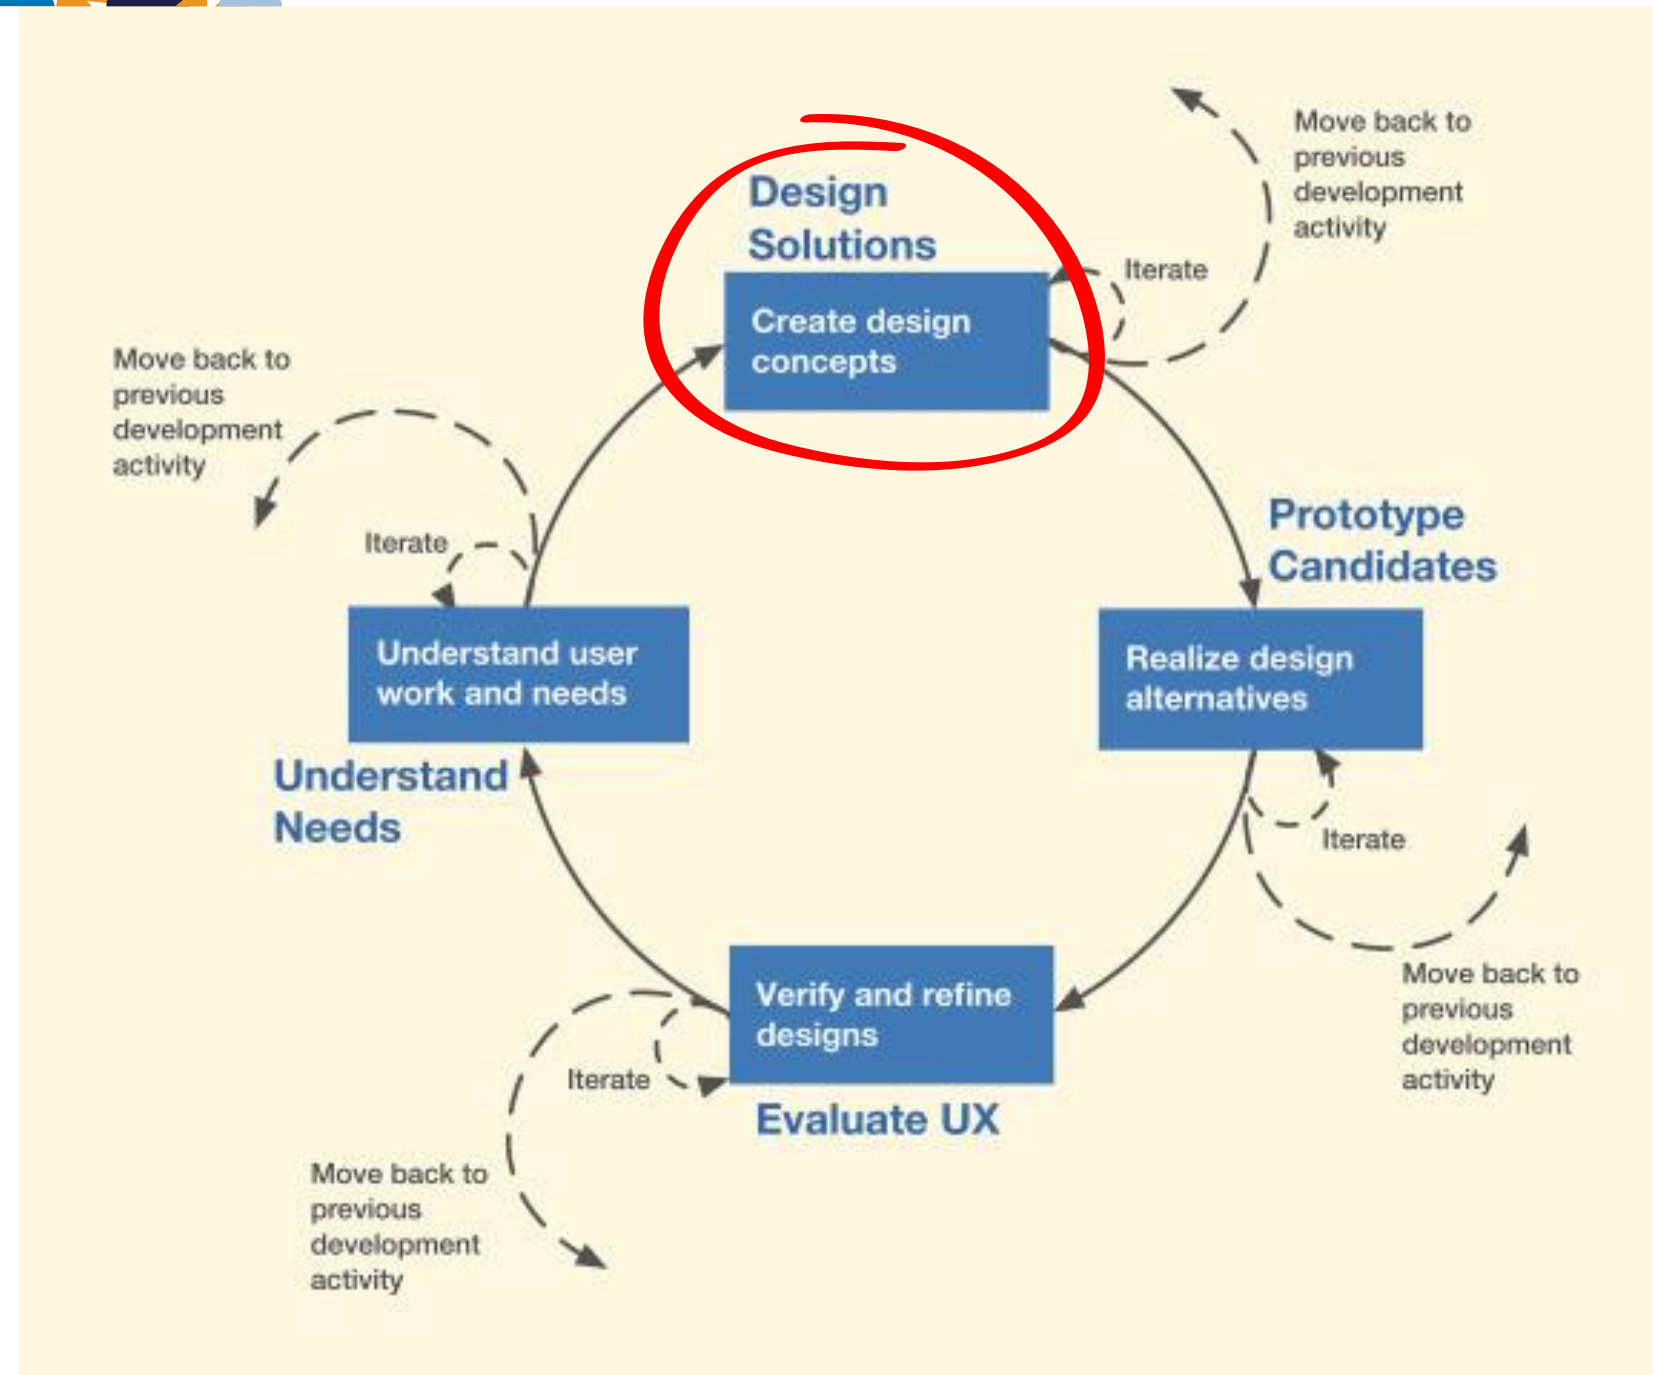 Design
Solutions
Create design
concepts
Iterate
Move back to
previous
development
activity
Prototype
Candidates
Realize design
alternatives
Iterate
Move back to
previous
development
activity
Verify and refine
designs
Evaluate UX
Iterate
Move back to
previous
development
activity
Understand user
work and needs
Understand
Needs
Iterate
Move back to
previous
development
activity